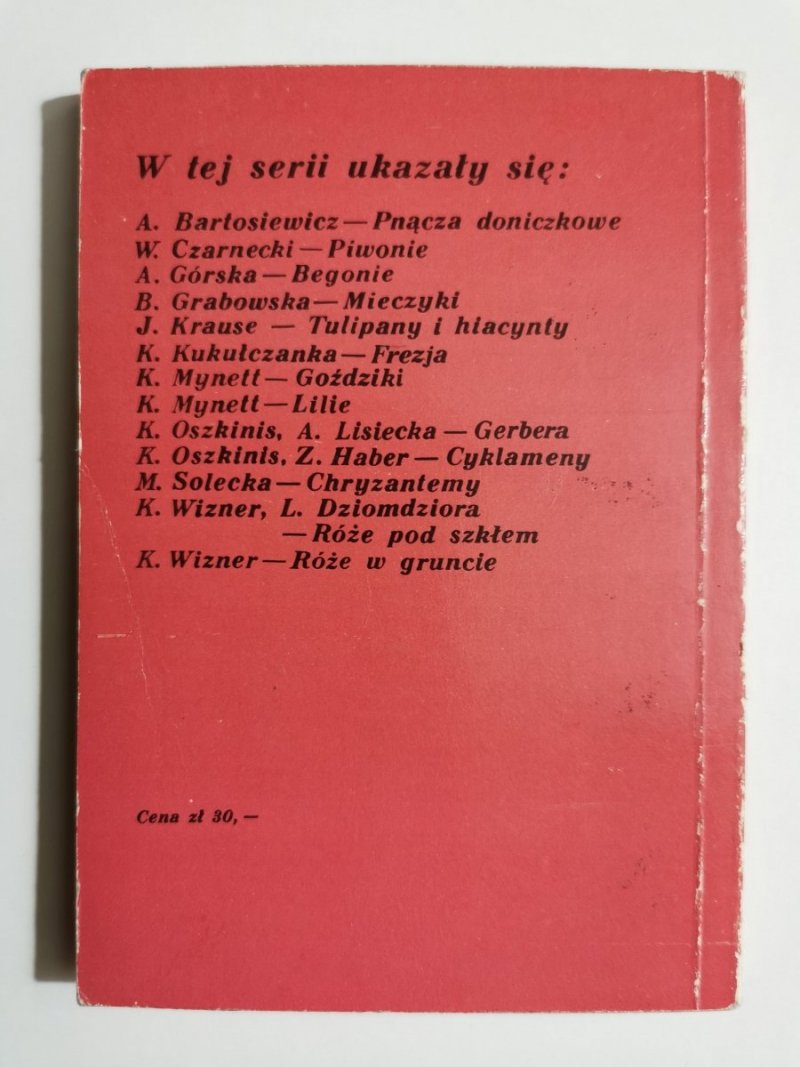 W tej serii ukazały się:
A. Bartosiewicz — Pnącza doniczkowe
W. Czarnecki — Piwonie
A. Górska — Begonie
B. Grabowska — Mieczyki
J. Krause — Tulipany i hiacynty
K. Kukułczanka — Frezja
K. Mynett — Goździki
K. Mynett — Lilie
K. Oszkinis, A. Lisiecka — Gerbera
K. Oszkinis, Z. Haber — Cyklameny
M. Solecka — Chryzantemy
K. Wizner, L. Dziomdziora
— Róże pod szkłem
K. Wizner — Róże w gruncie
Cena zł 30,—